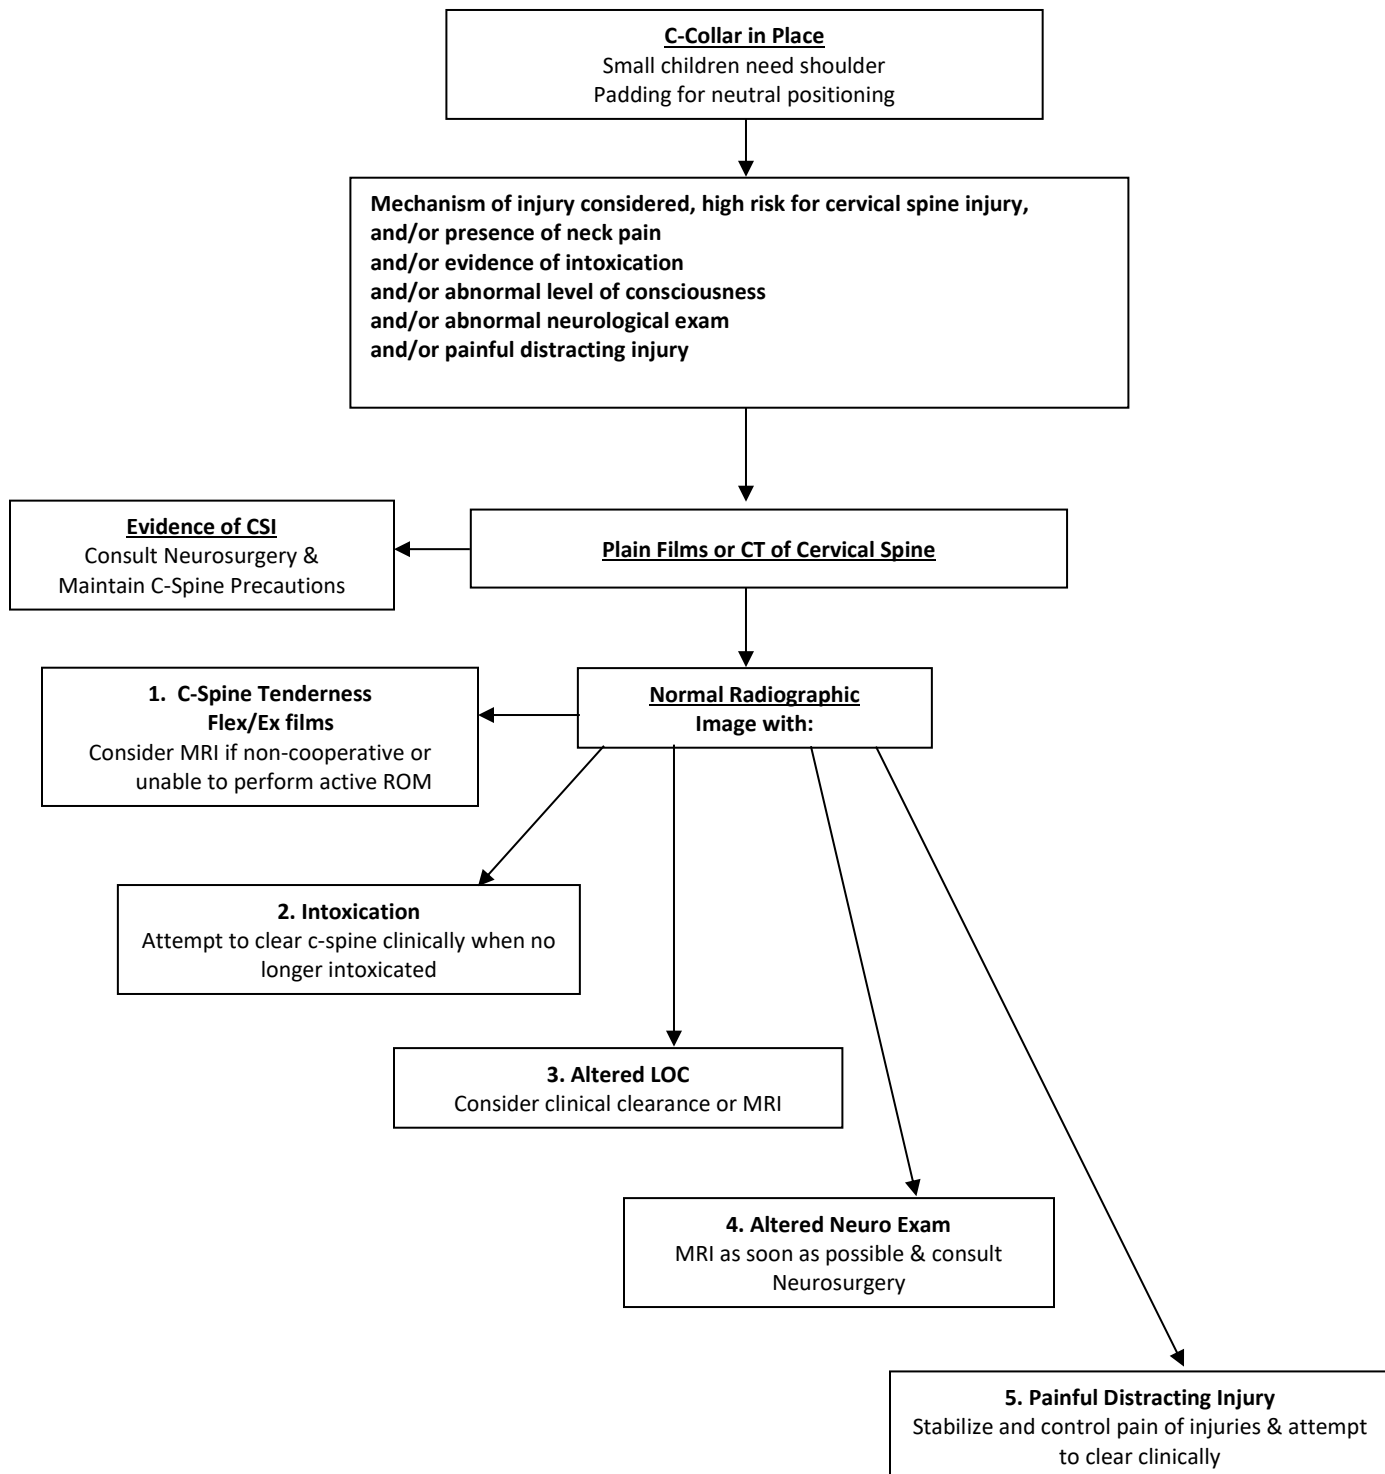 C-Collar in Place
Small children need shoulder
Padding for neutral positioning
Mechanism of injury considered, high risk for cervical spine injury,
and/or presence of neck pain
and/or evidence of intoxication
and/or abnormal level of consciousness
and/or abnormal neurological exam
and/or painful distracting injury
Evidence of CSI
Consult Neurosurgery &
Maintain C-Spine Precautions
Plain Films or CT of Cervical Spine
1. C-Spine Tenderness
Flex/Ex films
Consider MRI if non-cooperative or
unable to perform active ROM
Normal Radiographic
Image with:
2. Intoxication
Attempt to clear c-spine clinically when no
longer intoxicated
3. Altered LOC
Consider clinical clearance or MRI
4. Altered Neuro Exam
MRI as soon as possible & consult
Neurosurgery
5. Painful Distracting Injury
Stabilize and control pain of injuries & attempt
to clear clinically